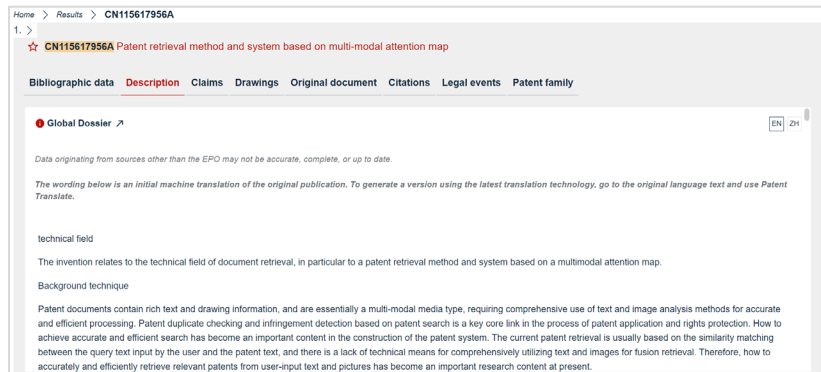 Home > Results > CN115617956A
1. >
☆ CN115617956A Patent retrieval method and system based on multi-modal attention map
Bibliographic data Description Claims Drawings Original document Citations Legal events Patent family
Global Dossier ↗ EN ZH
Data originating from sources other than the EPO may not be accurate, complete, or up to date.
The wording below is an initial machine translation of the original publication. To generate a version using the latest translation technology, go to the original language text and use Patent
Translate.
technical field
The invention relates to the technical field of document retrieval, in particular to a patent retrieval method and system based on a multimodal attention map.
Background technique
Patent documents contain rich text and drawing information, and are essentially a multi-modal media type, requiring comprehensive use of text and image analysis methods for accurate
and efficient processing. Patent duplicate checking and infringement detection based on patent search is a key core link in the process of patent application and rights protection. How to
achieve accurate and efficient search has become an important content in the construction of the patent system. The current patent retrieval is usually based on the similarity matching
between the query text input by the user and the patent text, and there is a lack of technical means for comprehensively utilizing text and images for fusion retrieval. Therefore, how to
accurately and efficiently retrieve relevant patents from user-input text and pictures has become an important research content at present.